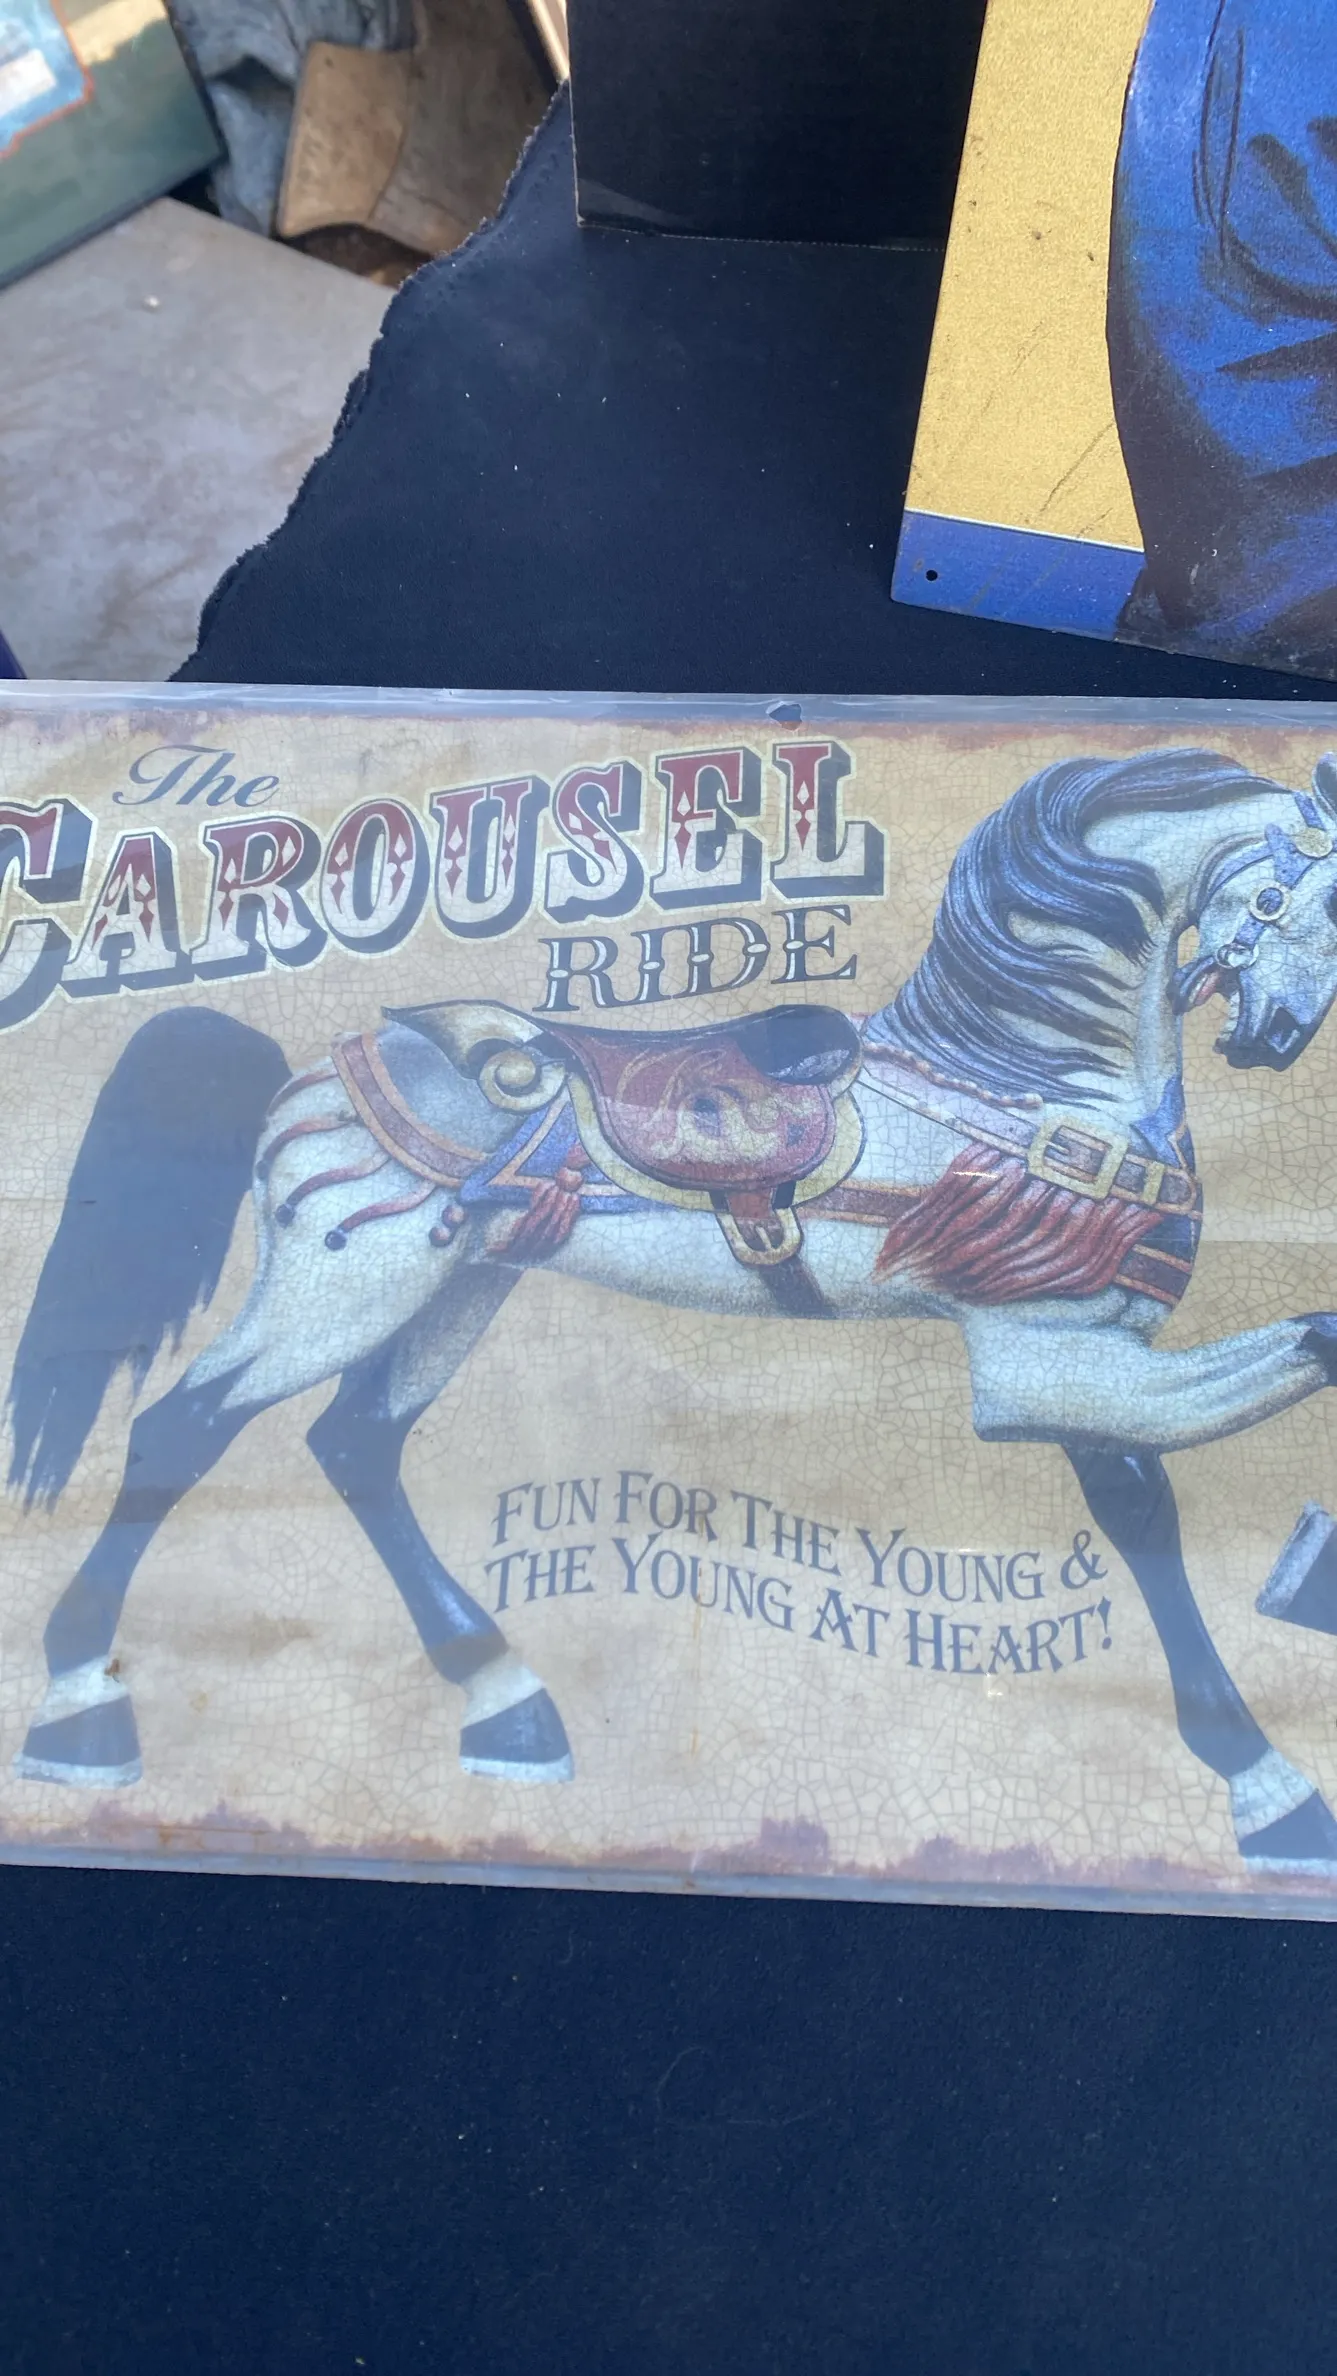 The
CAROUSEL
RIDE
FUN FOR THE YOUNG &
THE YOUNG AT HEART!